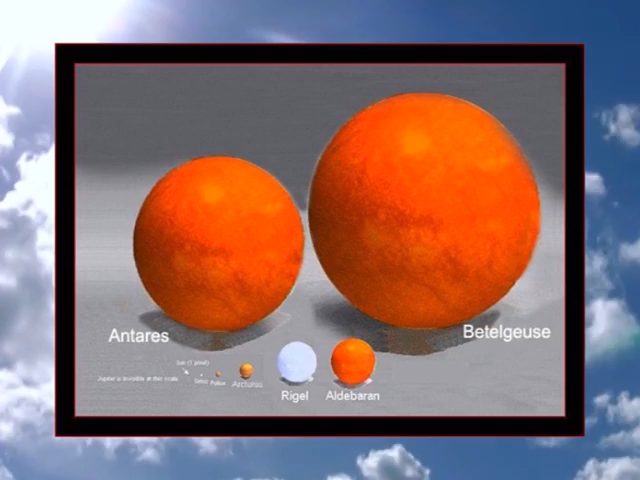 Antares
Betelgeuse
Sun (1 pixel)
Jupiter is invisible at this scale
Sirius
Pollux
Arcturus
Rigel
Aldebaran